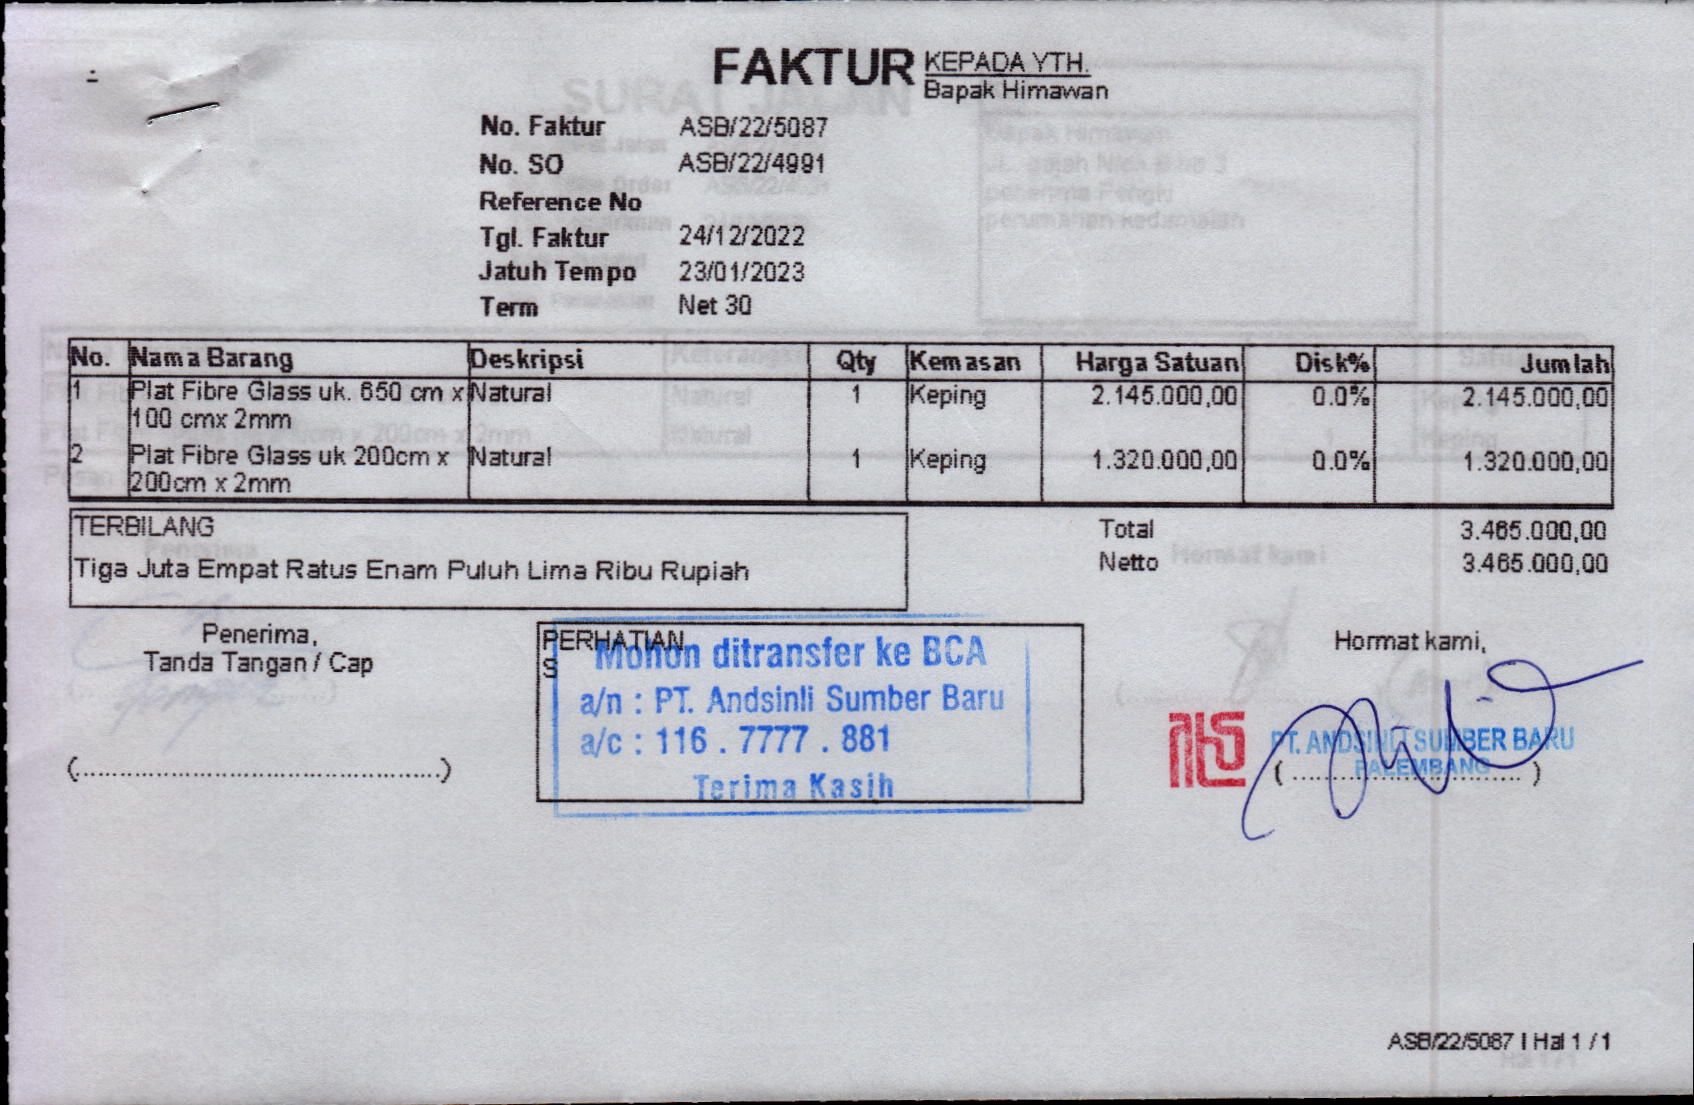 FAKTUR
KEPADA YTH.
Bapak Himawan
No. Faktur ASB/22/5087
No. SO ASB/22/4991
Reference No
Tgl. Faktur 24/12/2022
Jatuh Tempo 23/01/2023
Term Net 30
No. Nama Barang Deskripsi Qty Kemasan Harga Satuan Disk% Jumlah
1 Plat Fibre Glass uk. 650 cm x Natural 1 Keping 2.145.000,00 0.0% 2.145.000,00
100 cmx 2mm
2 Plat Fibre Glass uk 200cm x Natural 1 Keping 1.320.000,00 0.0% 1.320.000,00
200cm x 2mm
TERBILANG
Tiga Juta Empat Ratus Enam Puluh Lima Ribu Rupiah
Total 3.465.000,00
Netto 3.465.000,00
Penerima,
Tanda Tangan / Cap
(............................................)
PERHATIAN
S
Mohon ditransfer ke BCA
a/n : PT. Andsinli Sumber Baru
a/c : 116 . 7777 . 881
Terima Kasih
Hormat kami,
PT. ANDSINLI SUMBER BARU
PALEMBANG
(..............................)
ASB/22/5087 | Hal 1 / 1